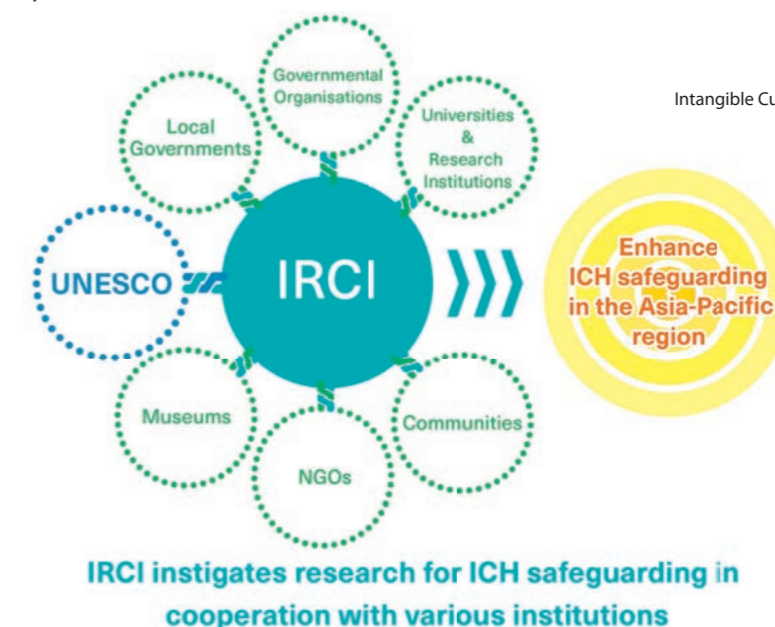 Governmental
Organisations
Intangible Cu
Local
Governments
Universities
&
Research
Institutions
UNESCO
IRCI
Enhance
ICH safeguarding
in the Asia-Pacific
region
Museums
NGOs
Communities
IRCI instigates research for ICH safeguarding in
cooperation with various institutions